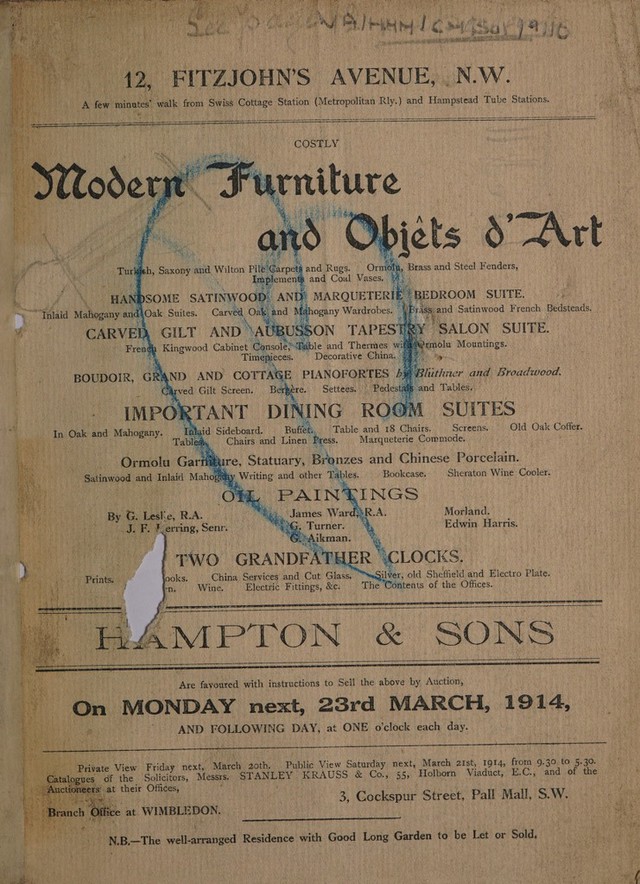 See page
12, FITZJOHN'S AVENUE, N.W.
A few minutes' walk from Swiss Cottage Station (Metropolitan Rly.) and Hampstead Tube Stations.
COSTLY
Modern Furniture
and Objêts d'Art
Turkish, Saxony and Wilton Pile Carpets and Rugs. Ormolu, Brass and Steel Fenders,
Implements and Coal Vases.
HANDSOME SATINWOOD AND MARQUETERIE BEDROOM SUITE.
Inlaid Mahogany and Oak Suites. Carved Oak and Mahogany Wardrobes. Brass and Satinwood French Bedsteads.
CARVED GILT AND AUBUSSON TAPESTRY SALON SUITE.
French Kingwood Cabinet Console, Table and Thermes with Ormolu Mountings.
Timepieces. Decorative China.
BOUDOIR, GRAND AND COTTAGE PIANOFORTES by Blüthner and Broadwood.
Carved Gilt Screen. Bergère. Settees. Pedestals and Tables.
IMPORTANT DINING ROOM SUITES
In Oak and Mahogany. Inlaid Sideboard. Buffet. Table and 18 Chairs. Screens. Old Oak Coffer.
Tables, Chairs and Linen Press. Marqueterie Commode.
Ormolu Garniture, Statuary, Bronzes and Chinese Porcelain.
Satinwood and Inlaid Mahogany Writing and other Tables. Bookcase. Sheraton Wine Cooler.
OIL PAINTINGS
By G. Leslie, R.A. James Ward, R.A. Morland.
J. F. Herring, Senr. G. Turner. Edwin Harris.
G. Aikman.
TWO GRANDFATHER CLOCKS.
Prints. ooks. China Services and Cut Glass. Silver, old Sheffield and Electro Plate.
n. Wine. Electric Fittings, &c. The Contents of the Offices.
HAMPTON & SONS
Are favoured with instructions to Sell the above by Auction,
On MONDAY next, 23rd MARCH, 1914,
AND FOLLOWING DAY, at ONE o'clock each day.
Private View Friday next, March 20th. Public View Saturday next, March 21st, 1914, from 9.30 to 5.30.
Catalogues of the Solicitors, Messrs. STANLEY KRAUSS & Co., 55, Holborn Viaduct, E.C., and of the
Auctioneers at their Offices,
3, Cockspur Street, Pall Mall, S.W.
Branch Office at WIMBLEDON.
N.B.—The well-arranged Residence with Good Long Garden to be Let or Sold.